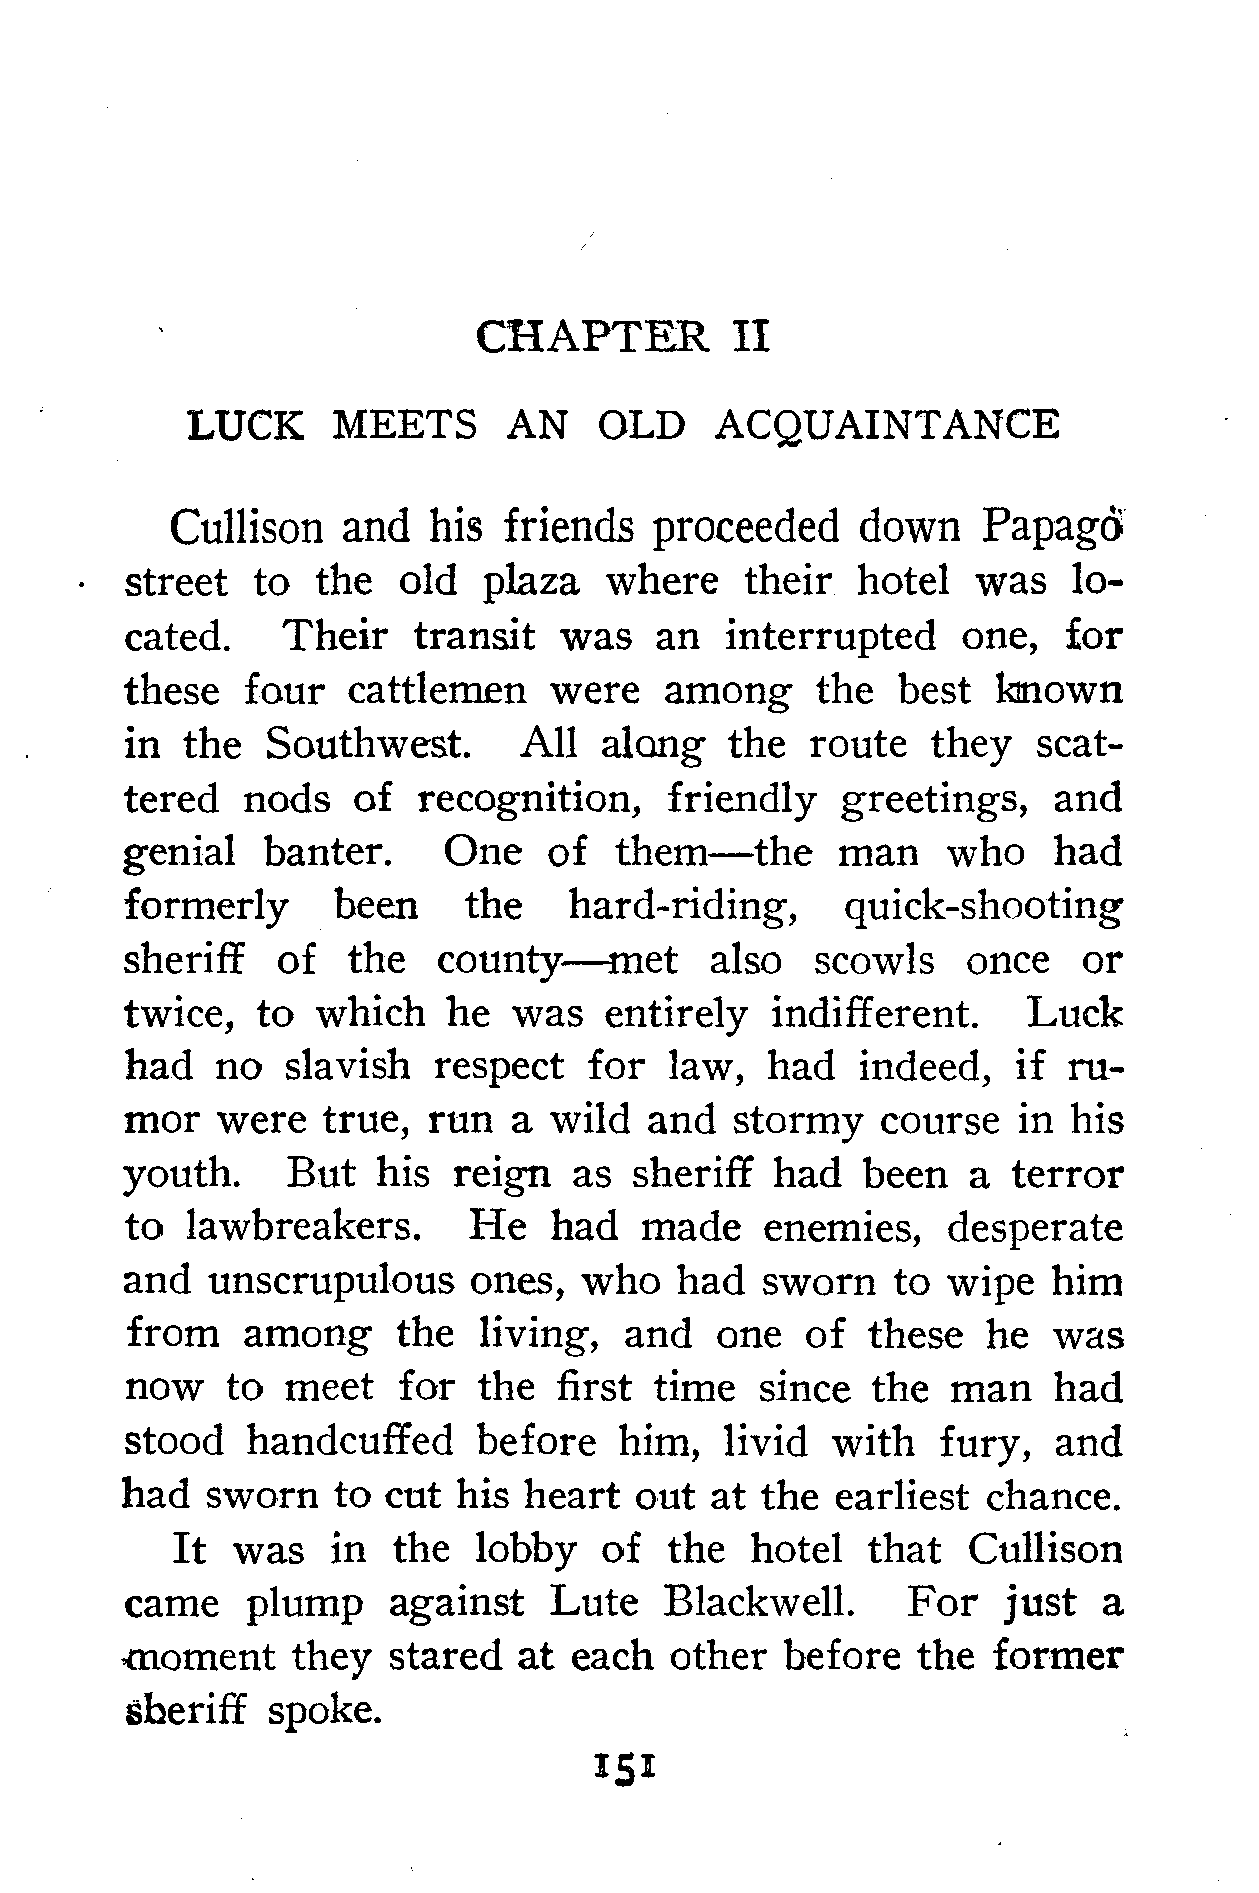 CHAPTER II
LUCK MEETS AN OLD ACQUAINTANCE
Cullison and his friends proceeded down Papago
street to the old plaza where their hotel was lo-
cated. Their transit was an interrupted one, for
these four cattlemen were among the best known
in the Southwest. All along the route they scat-
tered nods of recognition, friendly greetings, and
genial banter. One of them—the man who had
formerly been the hard-riding, quick-shooting
sheriff of the county—met also scowls once or
twice, to which he was entirely indifferent. Luck
had no slavish respect for law, had indeed, if ru-
mor were true, run a wild and stormy course in his
youth. But his reign as sheriff had been a terror
to lawbreakers. He had made enemies, desperate
and unscrupulous ones, who had sworn to wipe him
from among the living, and one of these he was
now to meet for the first time since the man had
stood handcuffed before him, livid with fury, and
had sworn to cut his heart out at the earliest chance.
It was in the lobby of the hotel that Cullison
came plump against Lute Blackwell. For just a
moment they stared at each other before the former
sheriff spoke.
151